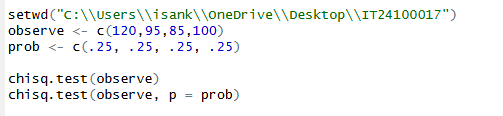 setwd("C:\\Users\\isank\\OneDrive\\Desktop\\IT24100017")
observe <- c(120,95,85,100)
prob <- c(.25, .25, .25, .25)
chisq.test(observe)
chisq.test(observe, p = prob)